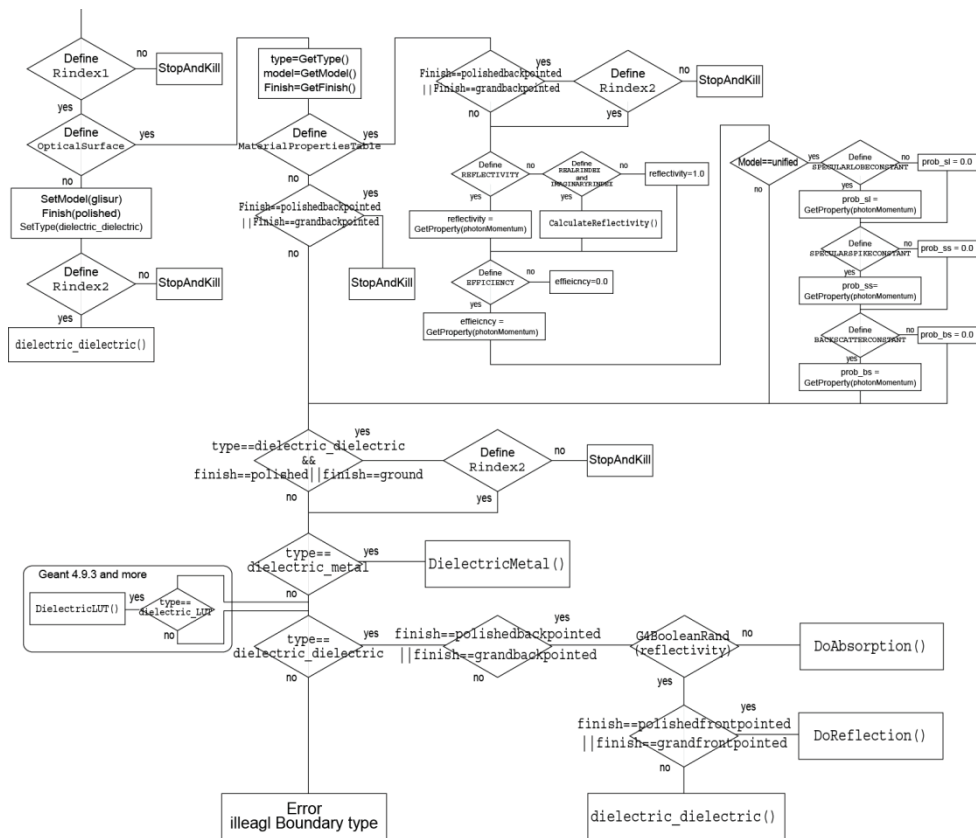 Define
Rindex1
no
StopAndKill
yes
Define
OpticalSurface
yes
no
SetModel(glisur)
Finish(polished)
SetType(dielectric_dielectric)
Define
Rindex2
no
StopAndKill
yes
dielectric_dielectric()
type=GetType()
model=GetModel()
Finish=GetFinish()
Define
MaterialPropertiesTable
yes
no
Finish==polishedbackpointed
||Finish==grandbackpointed
yes
no
StopAndKill
Finish==polishedbackpointed
||Finish==grandbackpointed
yes
no
Define
Rindex2
no
StopAndKill
yes
Define
REFLECTIVITY
no
yes
Define
REALRINDEX
and
IMAGINARYRINDEX
no
yes
reflectivity=1.0
reflectivity =
GetProperty(photonMomentum)
CalculateReflectivity()
Define
EFFICIENCY
no
effieicncy=0.0
yes
effieicncy =
GetProperty(photonMomentum)
Model==unified
yes
no
Define
SPECULARLOBECONSTANT
no
prob_sl = 0.0
yes
prob_sl =
GetProperty(photonMomentum)
Define
SPECULARSPIKECONSTANT
no
prob_ss = 0.0
yes
prob_ss=
GetProperty(photonMomentum)
Define
BACKSCATTERCONSTANT
no
prob_bs = 0.0
yes
prob_bs =
GetProperty(photonMomentum)
type==dielectric_dielectric
&&
finish==polished||finish==ground
yes
no
Define
Rindex2
no
StopAndKill
yes
type==
dielectric_metal
yes
no
DielectricMetal()
Geant 4.9.3 and more
DielectricLUT()
yes
type==
dielectric_LUT
no
type==
dielectric_dielectric
yes
no
finish==polishedbackpointed
||finish==grandbackpointed
yes
no
G4BooleanRand
(reflectivity)
no
DoAbsorption()
yes
finish==polishedfrontpointed
||finish==grandfrontpointed
yes
DoReflection()
no
dielectric_dielectric()
Error
illeagl Boundary type